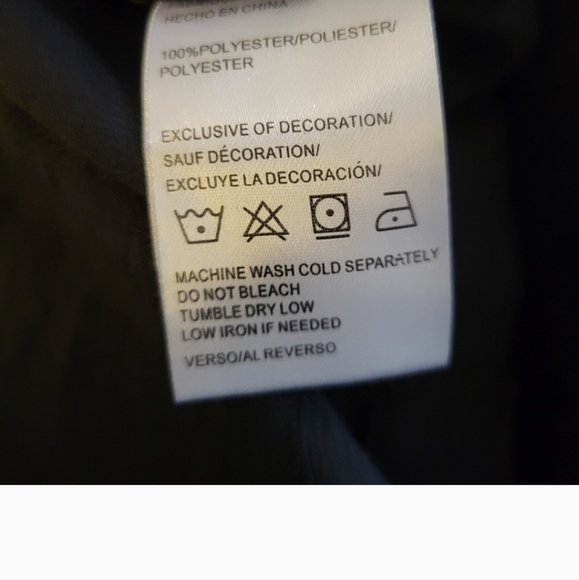 HECHO EN CHINA
100%POLYESTER/POLIESTER/
POLYESTER
EXCLUSIVE OF DECORATION/
SAUF DÉCORATION/
EXCLUYE LA DECORACIÓN/
MACHINE WASH COLD SEPARATELY
DO NOT BLEACH
TUMBLE DRY LOW
LOW IRON IF NEEDED
VERSO/AL REVERSO